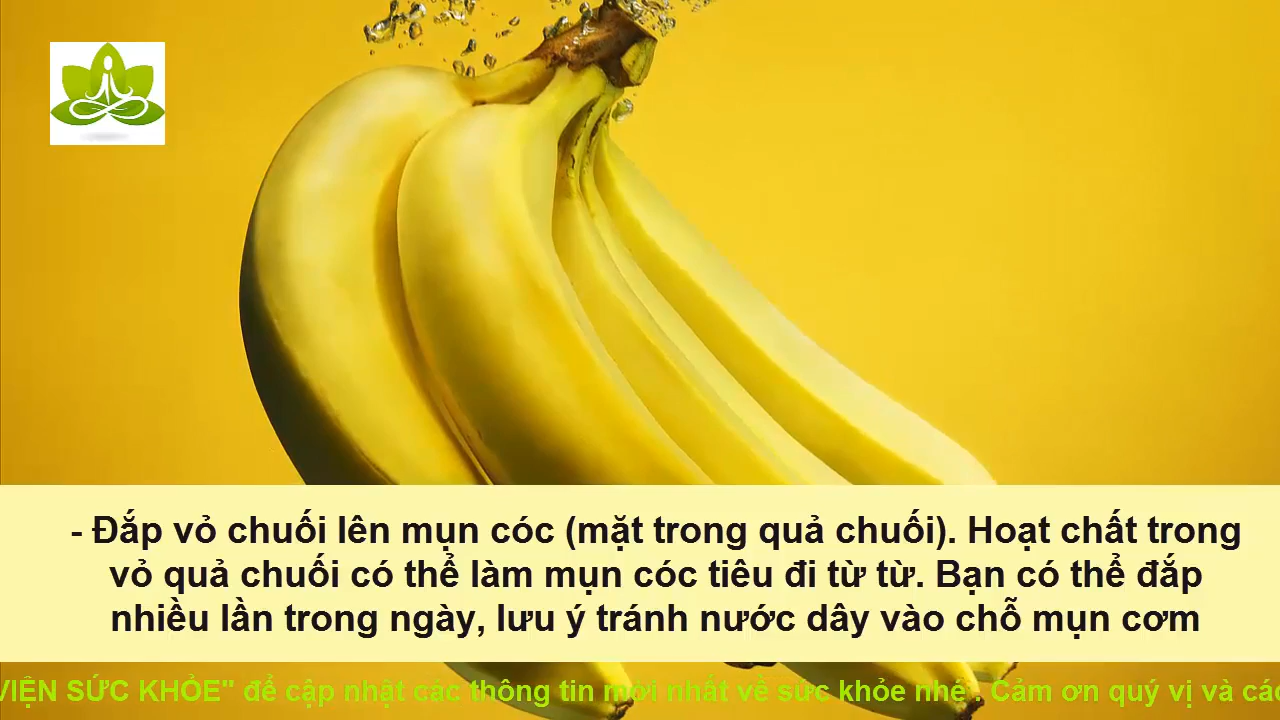 - Đắp vỏ chuối lên mụn cóc (mặt trong quả chuối). Hoạt chất trong
vỏ quả chuối có thể làm mụn cóc tiêu đi từ từ. Bạn có thể đắp
nhiều lần trong ngày, lưu ý tránh nước dây vào chỗ mụn cơm
VIỆN SỨC KHỎE" để cập nhật các thông tin mới nhất về sức khỏe nhé . Cảm ơn quý vị và các